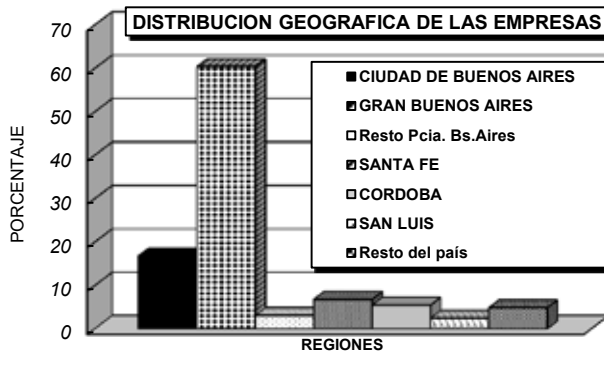 DISTRIBUCION GEOGRAFICA DE LAS EMPRESAS
PORCENTAJE
70
60
50
40
30
20
10
0
CIUDAD DE BUENOS AIRES
GRAN BUENOS AIRES
Resto Pcia. Bs.Aires
SANTA FE
CORDOBA
SAN LUIS
Resto del país
REGIONES